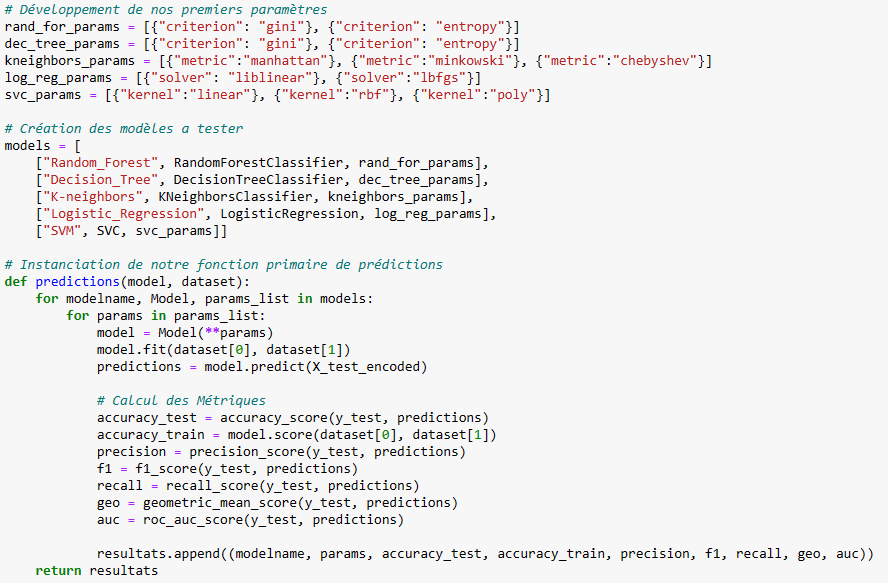 # Développement de nos premiers paramètres
rand_for_params = [{"criterion": "gini"}, {"criterion": "entropy"}]
dec_tree_params = [{"criterion": "gini"}, {"criterion": "entropy"}]
kneighbors_params = [{"metric":"manhattan"}, {"metric":"minkowski"}, {"metric":"chebyshev"}]
log_reg_params = [{"solver": "liblinear"}, {"solver":"lbfgs"}]
svc_params = [{"kernel":"linear"}, {"kernel":"rbf"}, {"kernel":"poly"}]

# Création des modèles a tester
models = [
    ["Random_Forest", RandomForestClassifier, rand_for_params],
    ["Decision_Tree", DecisionTreeClassifier, dec_tree_params],
    ["K-neighbors", KNeighborsClassifier, kneighbors_params],
    ["Logistic_Regression", LogisticRegression, log_reg_params],
    ["SVM", SVC, svc_params]]

# Instanciation de notre fonction primaire de prédictions
def predictions(model, dataset):
    for modelname, Model, params_list in models:
        for params in params_list:
            model = Model(**params)
            model.fit(dataset[0], dataset[1])
            predictions = model.predict(X_test_encoded)

            # Calcul des Métriques
            accuracy_test = accuracy_score(y_test, predictions)
            accuracy_train = model.score(dataset[0], dataset[1])
            precision = precision_score(y_test, predictions)
            f1 = f1_score(y_test, predictions)
            recall = recall_score(y_test, predictions)
            geo = geometric_mean_score(y_test, predictions)
            auc = roc_auc_score(y_test, predictions)

            resultats.append((modelname, params, accuracy_test, accuracy_train, precision, f1, recall, geo, auc))
    return resultats